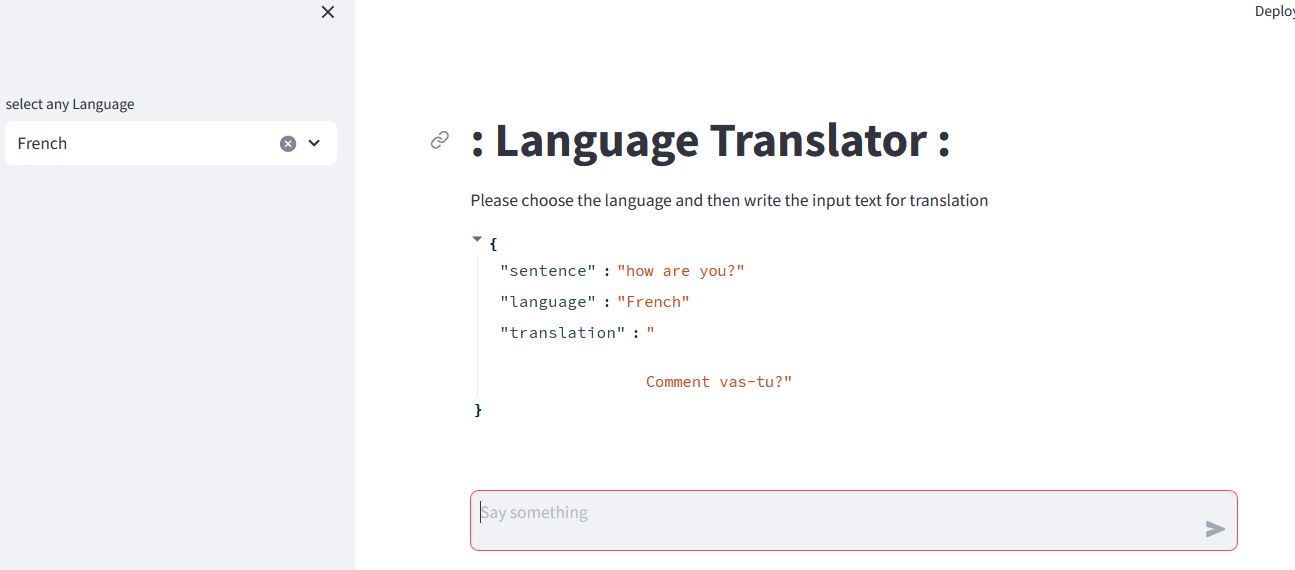 Deploy
select any Language
French
: Language Translator :
Please choose the language and then write the input text for translation
{
"sentence" : "how are you?"
"language" : "French"
"translation" : "
Comment vas-tu?"
}
Say something